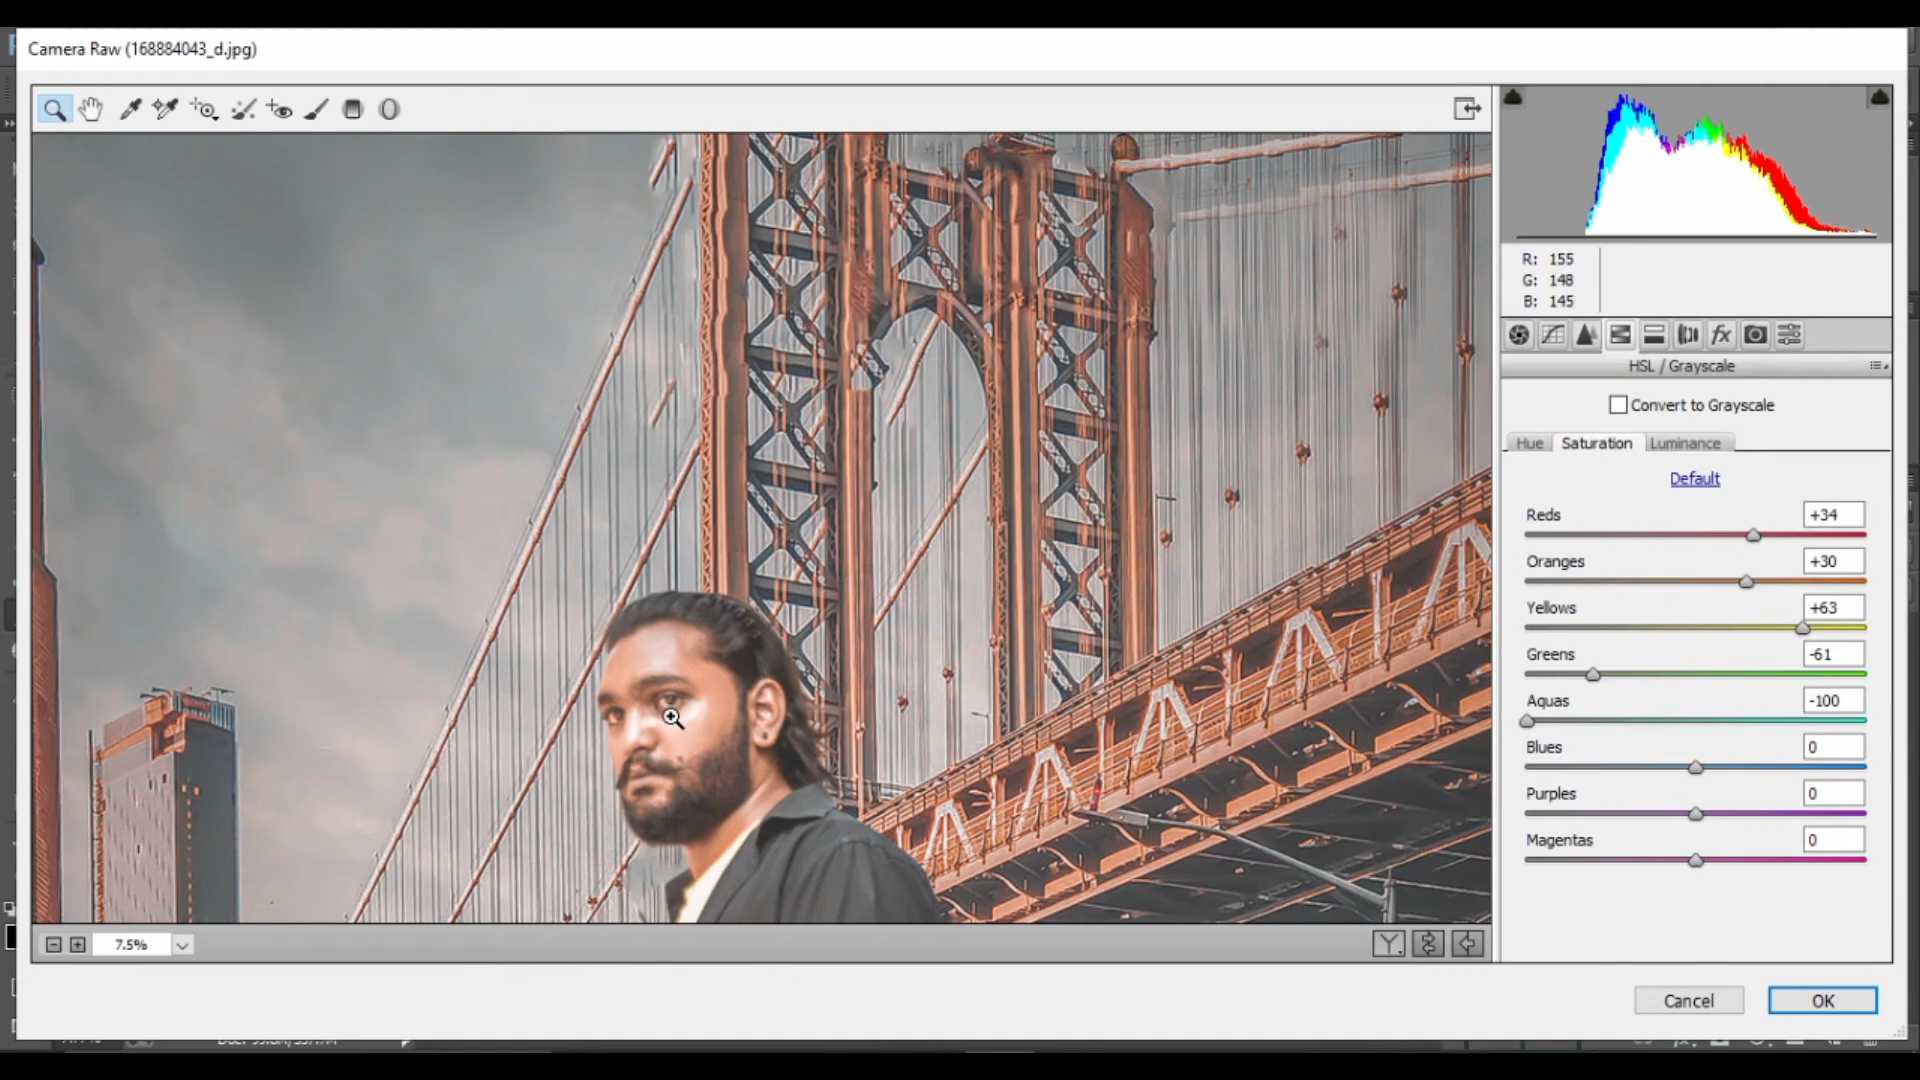 Camera Raw (168884043_d.jpg)
R: 155
G: 148
B: 145
fx
HSL / Grayscale
Convert to Grayscale
Hue Saturation Luminance
Default
Reds +34
Oranges +30
Yellows +63
Greens -61
Aquas -100
Blues 0
Purples 0
Magentas 0
7.5%
Y
Cancel OK